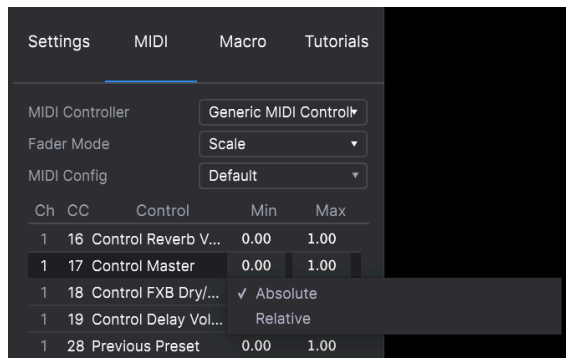 Settings MIDI Macro Tutorials
MIDI Controller Generic MIDI Controll
Fader Mode Scale
MIDI Config Default
Ch CC Control Min Max
1 16 Control Reverb V... 0.00 1.00
1 17 Control Master 0.00 1.00
1 18 Control FXB Dry/... ✓ Absolute
1 19 Control Delay Vol... Relative
1 28 Previous Preset 0.00 1.00